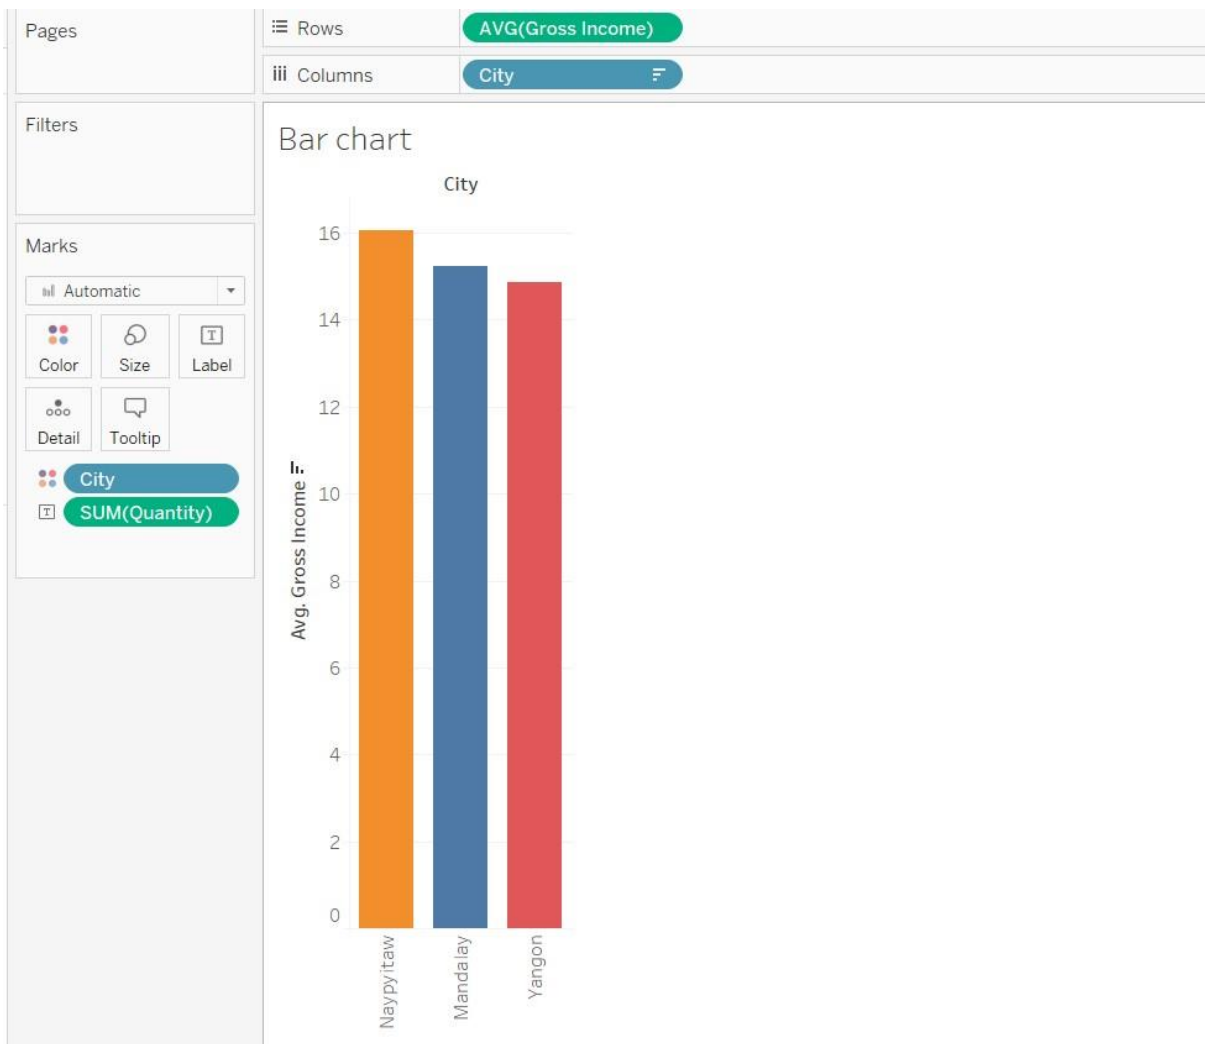 Pages
Rows
AVG(Gross Income)
Columns
City
Filters
Marks
Automatic
Color
Size
T
Label
Detail
Tooltip
City
T
SUM(Quantity)
Bar chart
City
Avg. Gross Income
16
14
12
10
8
6
4
2
0
Naypyitaw
Mandalay
Yangon